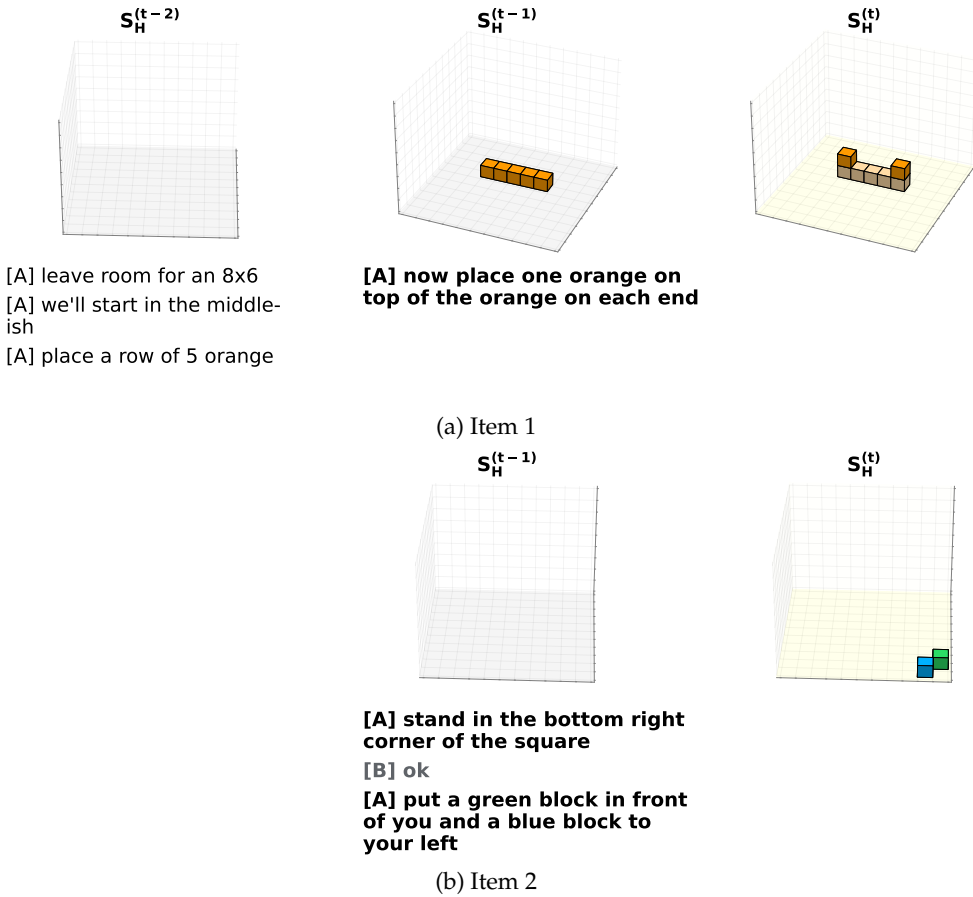 S_H^(t−2) S_H^(t−1) S_H^(t)
[A] leave room for an 8x6
[A] we'll start in the middle-
ish
[A] place a row of 5 orange
[A] now place one orange on
top of the orange on each end
(a) Item 1
S_H^(t−1) S_H^(t)
[A] stand in the bottom right
corner of the square
[B] ok
[A] put a green block in front
of you and a blue block to
your left
(b) Item 2